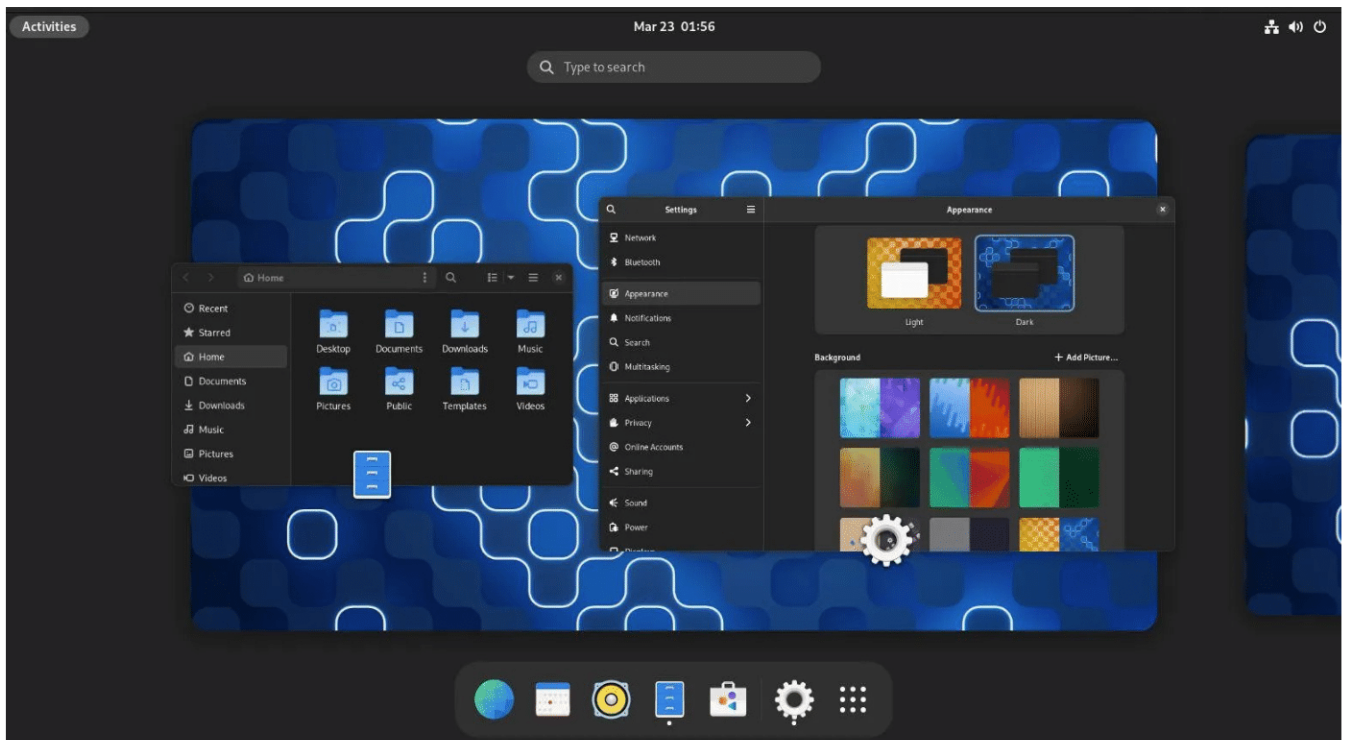 Activities
Mar 23 01:56
Type to search
Home
Recent
Starred
Home
Documents
Downloads
Music
Pictures
Videos
Desktop
Documents
Downloads
Music
Pictures
Public
Templates
Videos
Settings
Network
Bluetooth
Appearance
Notifications
Search
Multitasking
Applications
Privacy
Online Accounts
Sharing
Sound
Power
Displays
Appearance
Light
Dark
Background
+ Add Picture...